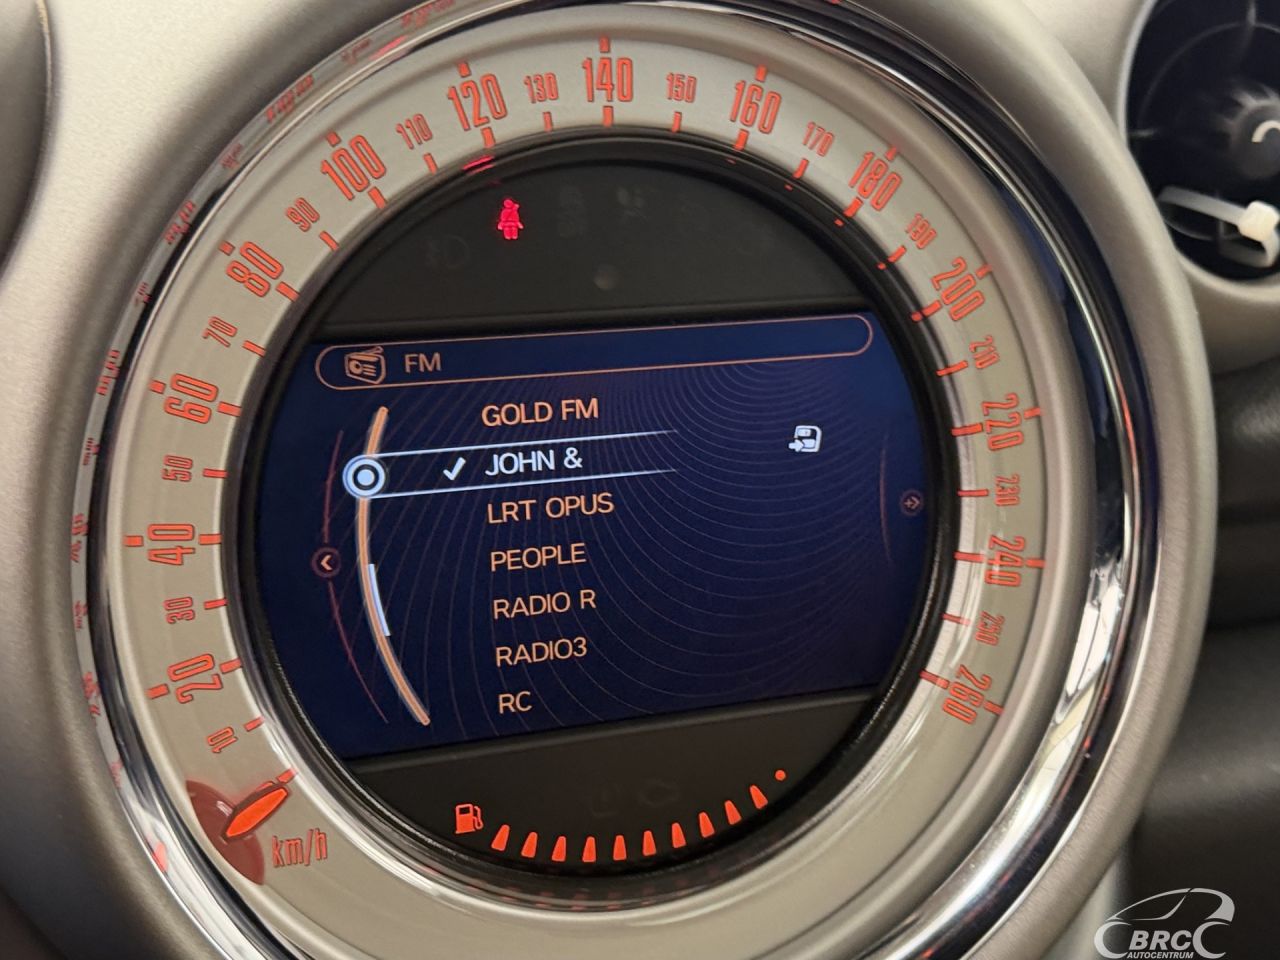 10
20
30
40
50
60
70
80
90
100
110
120
130
140
150
160
170
180
190
200
210
220
230
240
250
260
km/h
FM
GOLD FM
JOHN &
LRT OPUS
PEOPLE
RADIO R
RADIO3
RC
BRC
AUTOCENTRUM